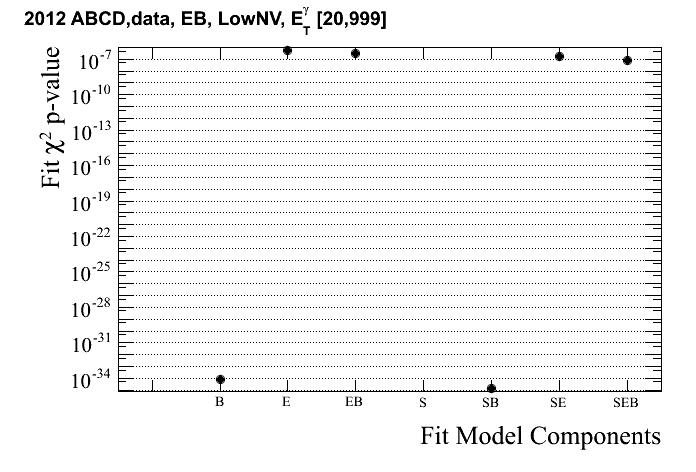 2012 ABCD,data, EB, LowNV, E_T^γ [20,999]
Fit χ² p-value
10⁻⁷
10⁻¹⁰
10⁻¹³
10⁻¹⁶
10⁻¹⁹
10⁻²²
10⁻²⁵
10⁻²⁸
10⁻³¹
10⁻³⁴
B E EB S SB SE SEB
Fit Model Components